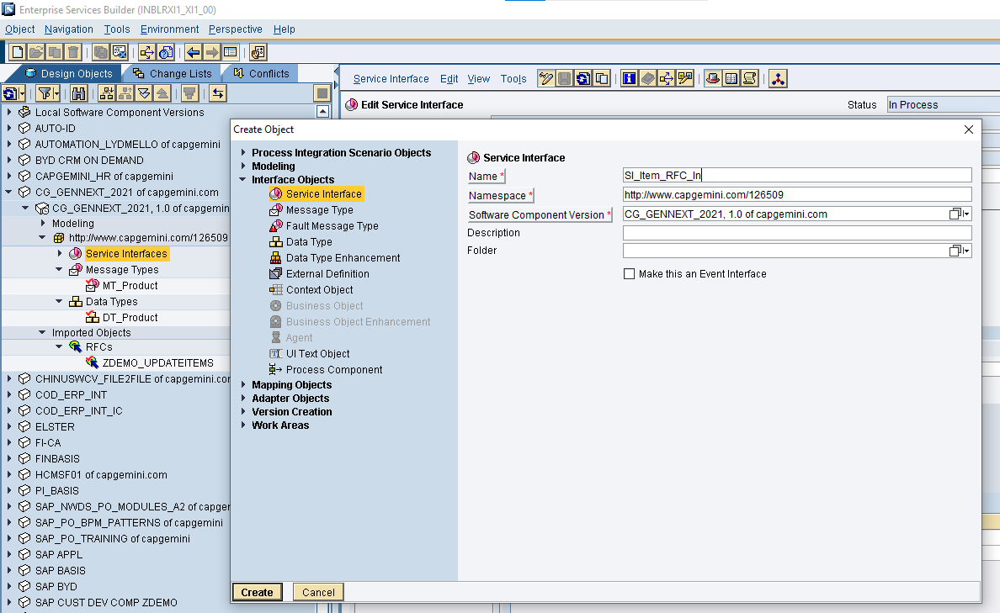 Enterprise Services Builder (INBLRXI1_XI1_00)
Object Navigation Tools Environment Perspective Help
Design Objects Change Lists Conflicts
Service Interface Edit View Tools
Edit Service Interface Status In Process
Local Software Component Versions
AUTO-ID
AUTOMATION_LYDMELLO of capgemini
BYD CRM ON DEMAND
CAPGEMINI_HR of capgemini
CG_GENNEXT_2021 of capgemini.com
CG_GENNEXT_2021, 1.0 of capgemin
Modeling
http://www.capgemini.com/126509
Service Interfaces
Message Types
MT_Product
Data Types
DT_Product
Imported Objects
RFCs
ZDEMO_UPDATEITEMS
CHINUSWCV_FILE2FILE of capgemini.cor
COD_ERP_INT
COD_ERP_INT_IC
ELSTER
FI-CA
FINBASIS
HCMSF01 of capgemini.com
PI_BASIS
SAP_NWDS_PO_MODULES_A2 of capger
SAP_PO_BPM_PATTERNS of capgemini
SAP_PO_TRAINING of capgemini
SAP APPL
SAP BASIS
SAP BYD
SAP CUST DEV COMP ZDEMO
Create Object
Process Integration Scenario Objects
Modeling
Interface Objects
Service Interface
Message Type
Fault Message Type
Data Type
Data Type Enhancement
External Definition
Context Object
Business Object
Business Object Enhancement
Agent
UI Text Object
Process Component
Mapping Objects
Adapter Objects
Version Creation
Work Areas
Service Interface
Name * SI_Item_RFC_In
Namespace * http://www.capgemini.com/126509
Software Component Version * CG_GENNEXT_2021, 1.0 of capgemini.com
Description
Folder
Make this an Event Interface
Create Cancel